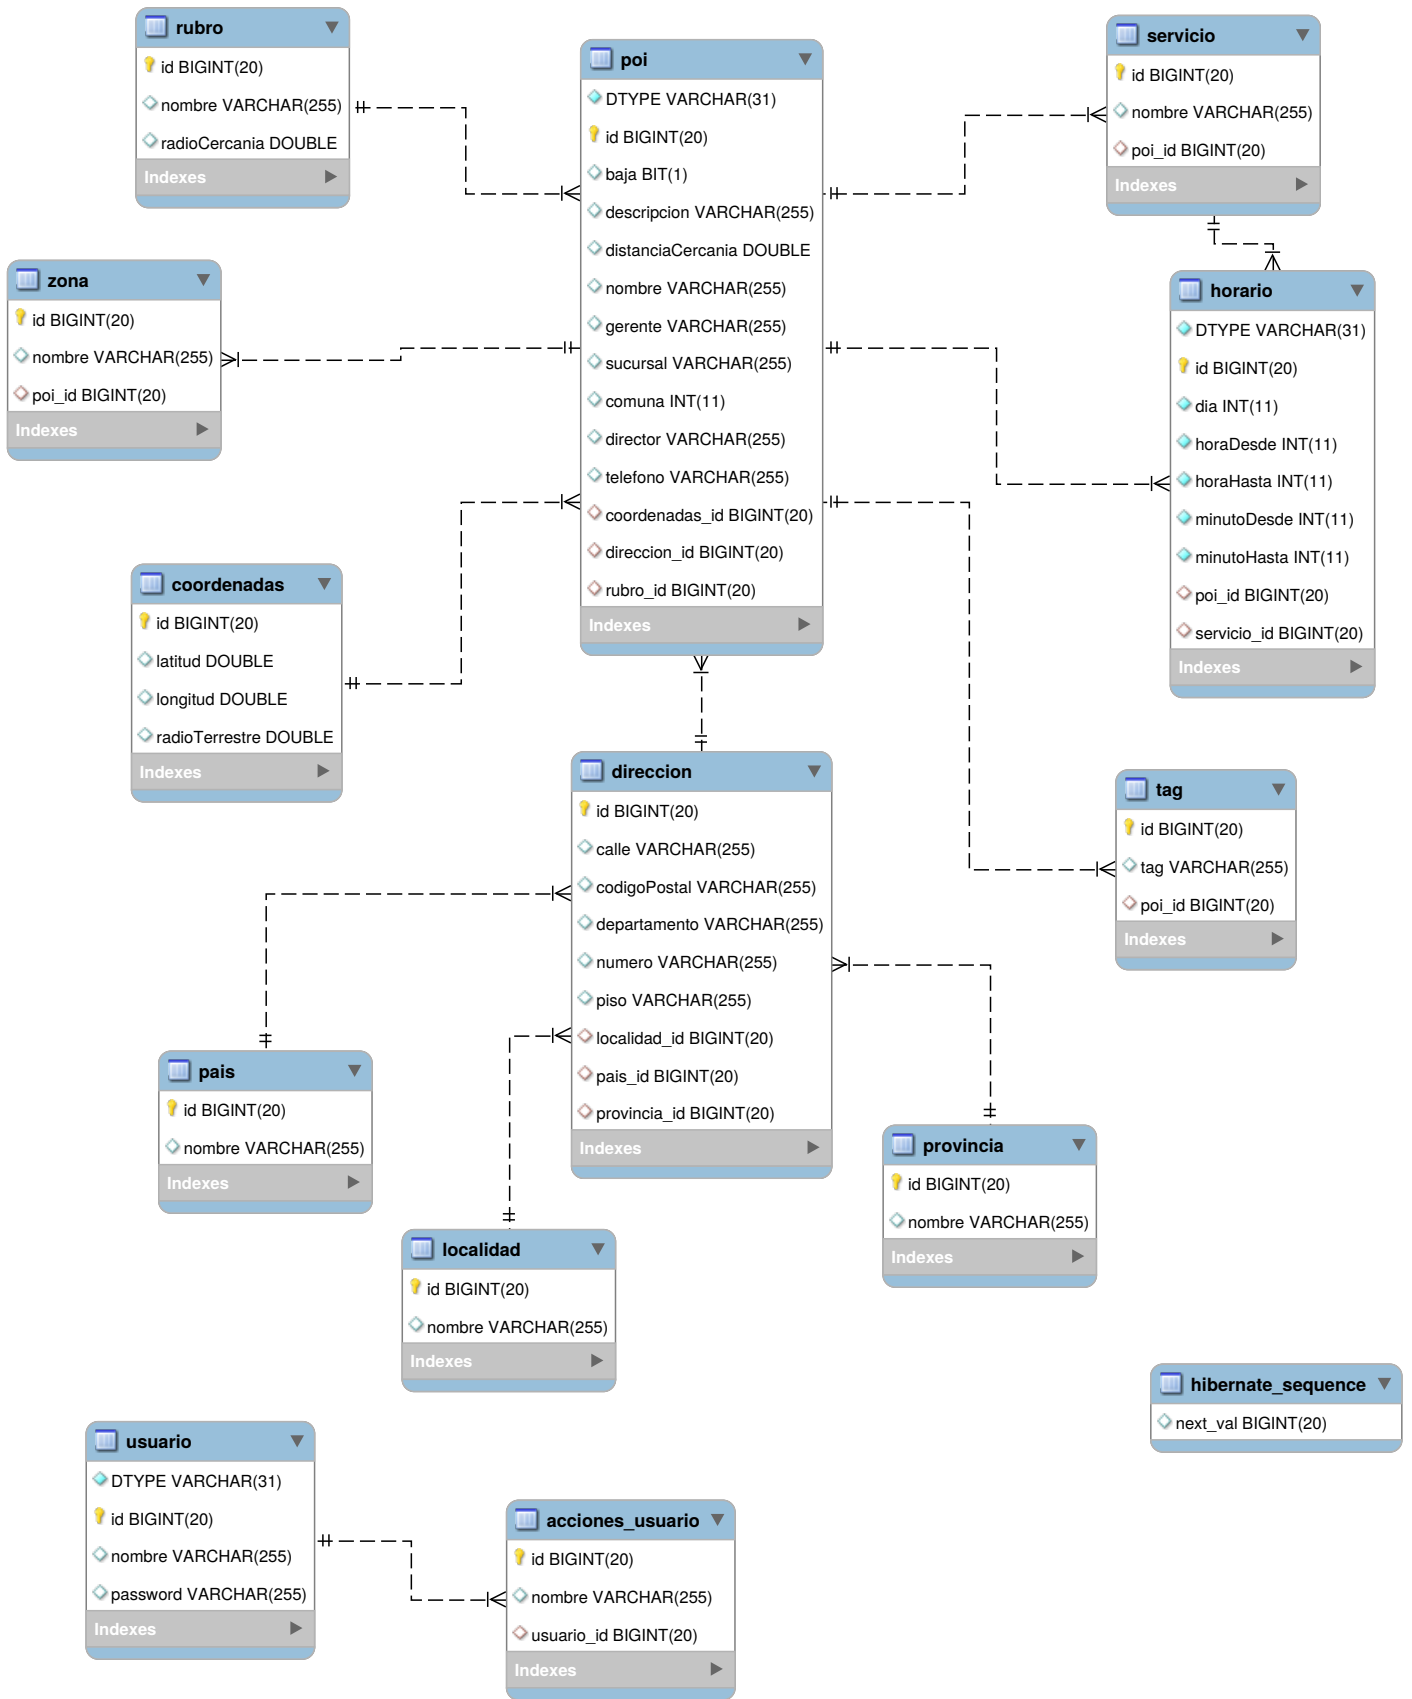 rubro
id BIGINT(20)
nombre VARCHAR(255)
radioCercania DOUBLE
Indexes
poi
DTYPE VARCHAR(31)
id BIGINT(20)
baja BIT(1)
descripcion VARCHAR(255)
distanciaCercania DOUBLE
nombre VARCHAR(255)
gerente VARCHAR(255)
sucursal VARCHAR(255)
comuna INT(11)
director VARCHAR(255)
telefono VARCHAR(255)
coordenadas_id BIGINT(20)
direccion_id BIGINT(20)
rubro_id BIGINT(20)
Indexes
servicio
id BIGINT(20)
nombre VARCHAR(255)
poi_id BIGINT(20)
Indexes
zona
id BIGINT(20)
nombre VARCHAR(255)
poi_id BIGINT(20)
Indexes
horario
DTYPE VARCHAR(31)
id BIGINT(20)
dia INT(11)
horaDesde INT(11)
horaHasta INT(11)
minutoDesde INT(11)
minutoHasta INT(11)
poi_id BIGINT(20)
servicio_id BIGINT(20)
Indexes
coordenadas
id BIGINT(20)
latitud DOUBLE
longitud DOUBLE
radioTerrestre DOUBLE
Indexes
direccion
id BIGINT(20)
calle VARCHAR(255)
codigoPostal VARCHAR(255)
departamento VARCHAR(255)
numero VARCHAR(255)
piso VARCHAR(255)
localidad_id BIGINT(20)
pais_id BIGINT(20)
provincia_id BIGINT(20)
Indexes
tag
id BIGINT(20)
tag VARCHAR(255)
poi_id BIGINT(20)
Indexes
pais
id BIGINT(20)
nombre VARCHAR(255)
Indexes
provincia
id BIGINT(20)
nombre VARCHAR(255)
Indexes
localidad
id BIGINT(20)
nombre VARCHAR(255)
Indexes
hibernate_sequence
next_val BIGINT(20)
usuario
DTYPE VARCHAR(31)
id BIGINT(20)
nombre VARCHAR(255)
password VARCHAR(255)
Indexes
acciones_usuario
id BIGINT(20)
nombre VARCHAR(255)
usuario_id BIGINT(20)
Indexes